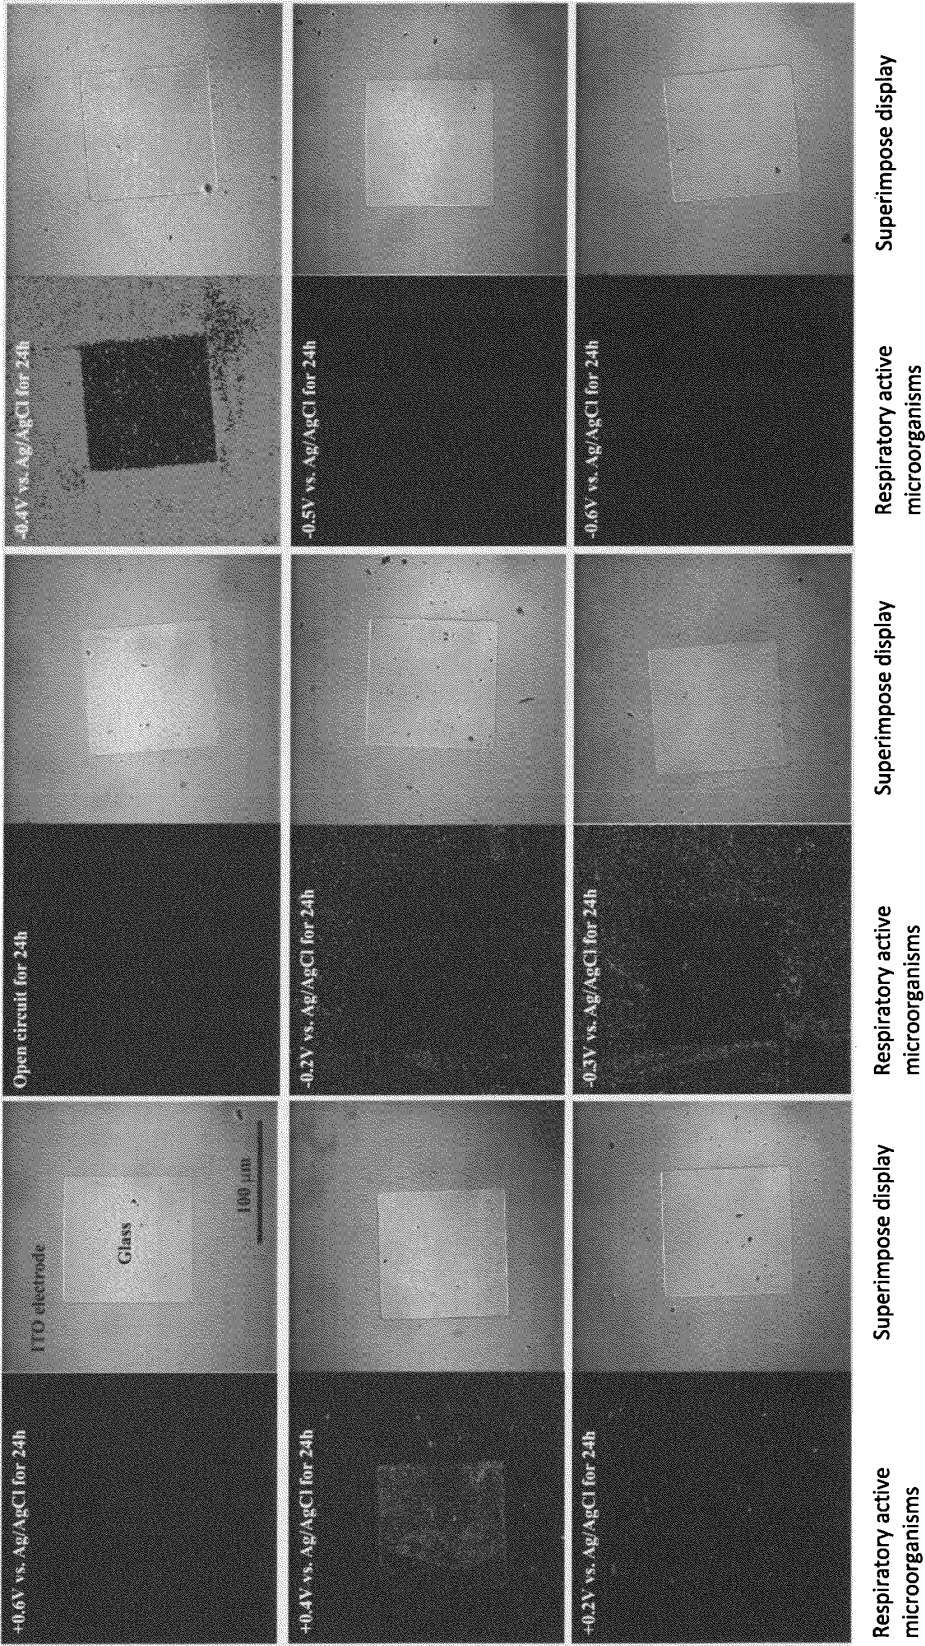 +0.6V vs. Ag/AgCl for 24h
ITO electrode
Glass
100 μm
Open circuit for 24h
-0.4V vs. Ag/AgCl for 24h
+0.4V vs. Ag/AgCl for 24h
-0.2V vs. Ag/AgCl for 24h
-0.5V vs. Ag/AgCl for 24h
+0.2V vs. Ag/AgCl for 24h
-0.3V vs. Ag/AgCl for 24h
-0.6V vs. Ag/AgCl for 24h
Respiratory active
microorganisms
Superimpose display
Respiratory active
microorganisms
Superimpose display
Respiratory active
microorganisms
Superimpose display